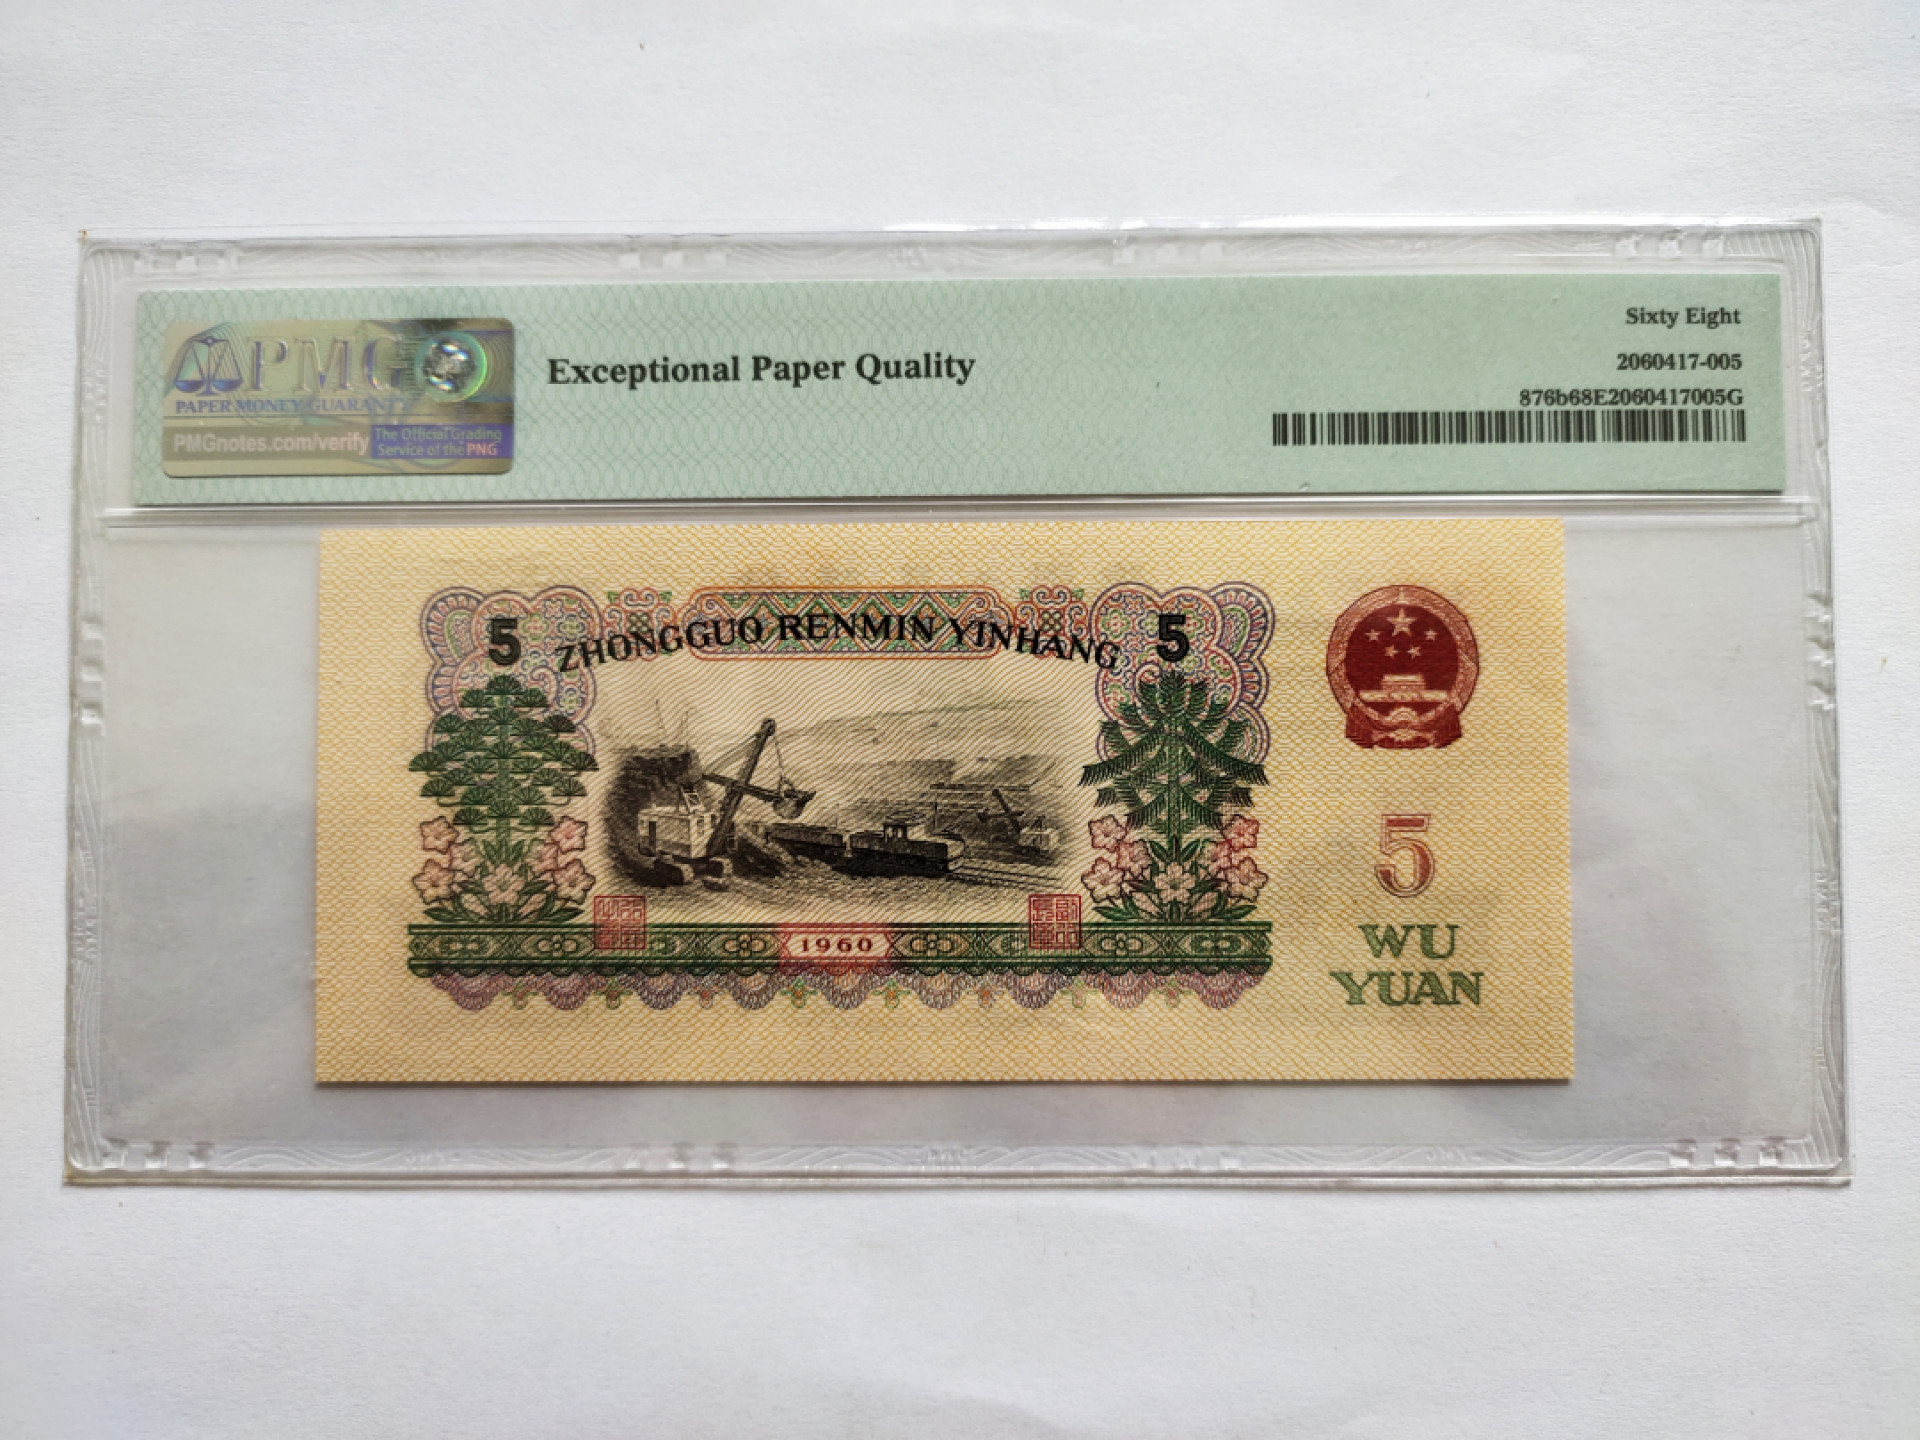 PMG
PAPER MONEY GUARANTY
PMGnotes.com/verify
The Official Grading
Service of the PNG
Exceptional Paper Quality
Sixty Eight
2060417-005
876b68E2060417005G
5 ZHONGGUO RENMIN YINHANG 5
1960
5
WU
YUAN